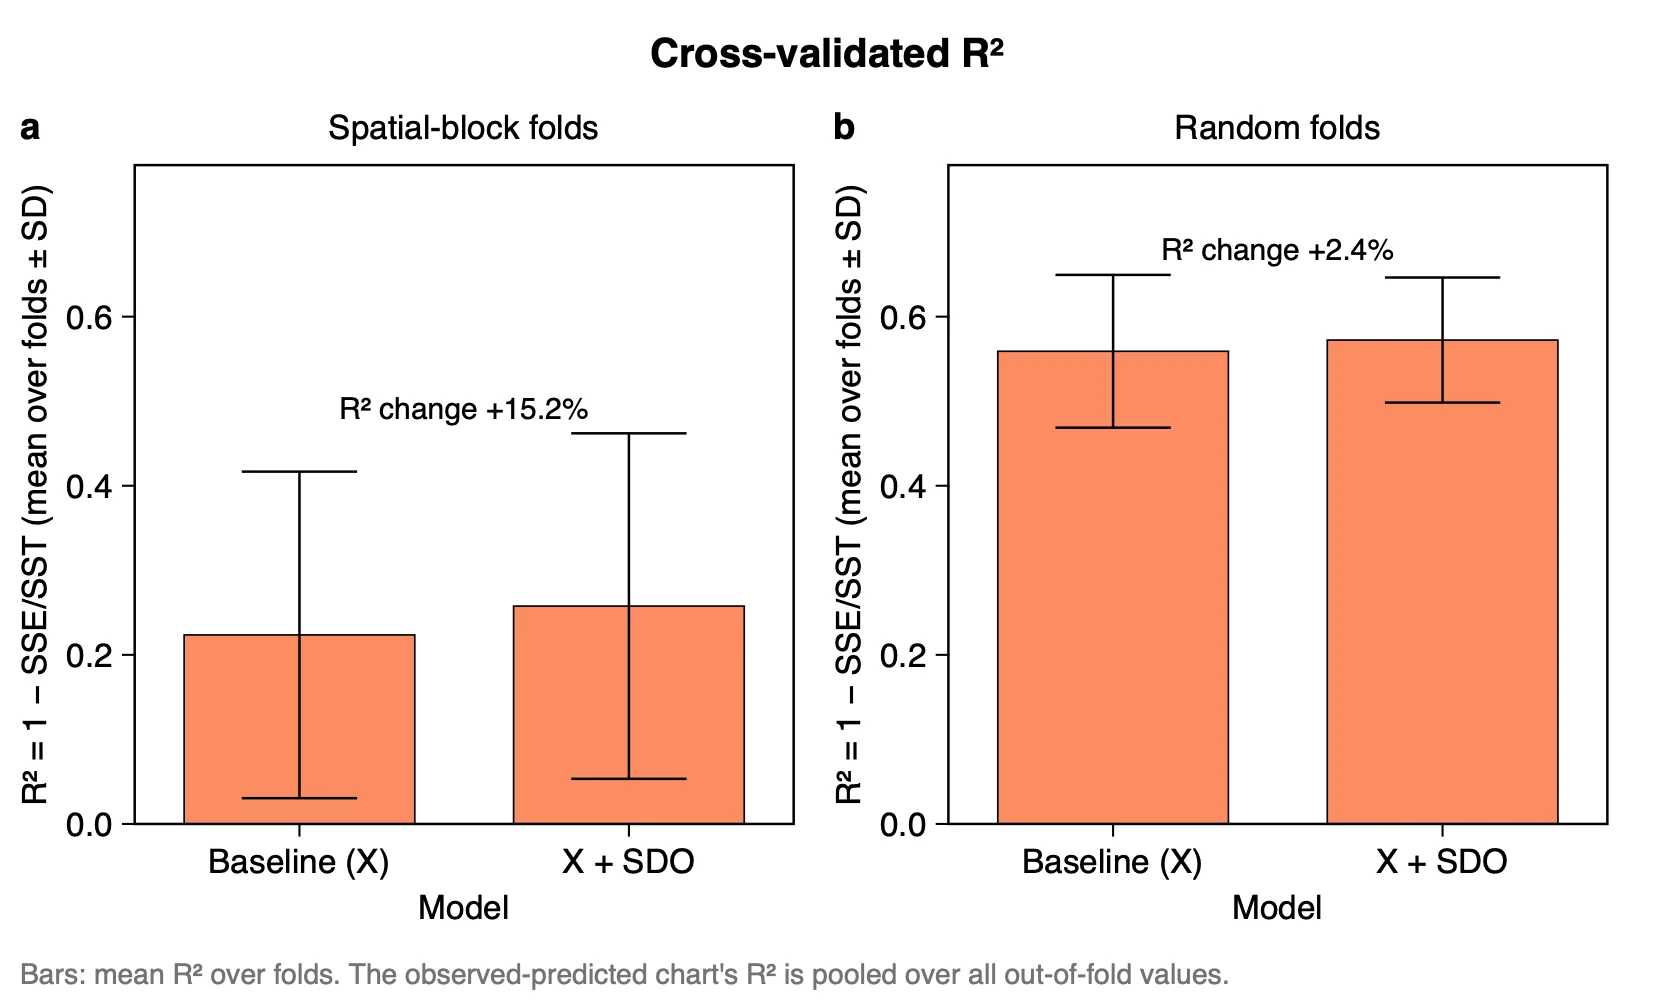 Cross-validated R²
a
Spatial-block folds
R² = 1 − SSE/SST (mean over folds ± SD)
0.6
0.4
0.2
0.0
R² change +15.2%
Baseline (X)
X + SDO
Model
b
Random folds
R² = 1 − SSE/SST (mean over folds ± SD)
0.6
0.4
0.2
0.0
R² change +2.4%
Baseline (X)
X + SDO
Model
Bars: mean R² over folds. The observed-predicted chart's R² is pooled over all out-of-fold values.